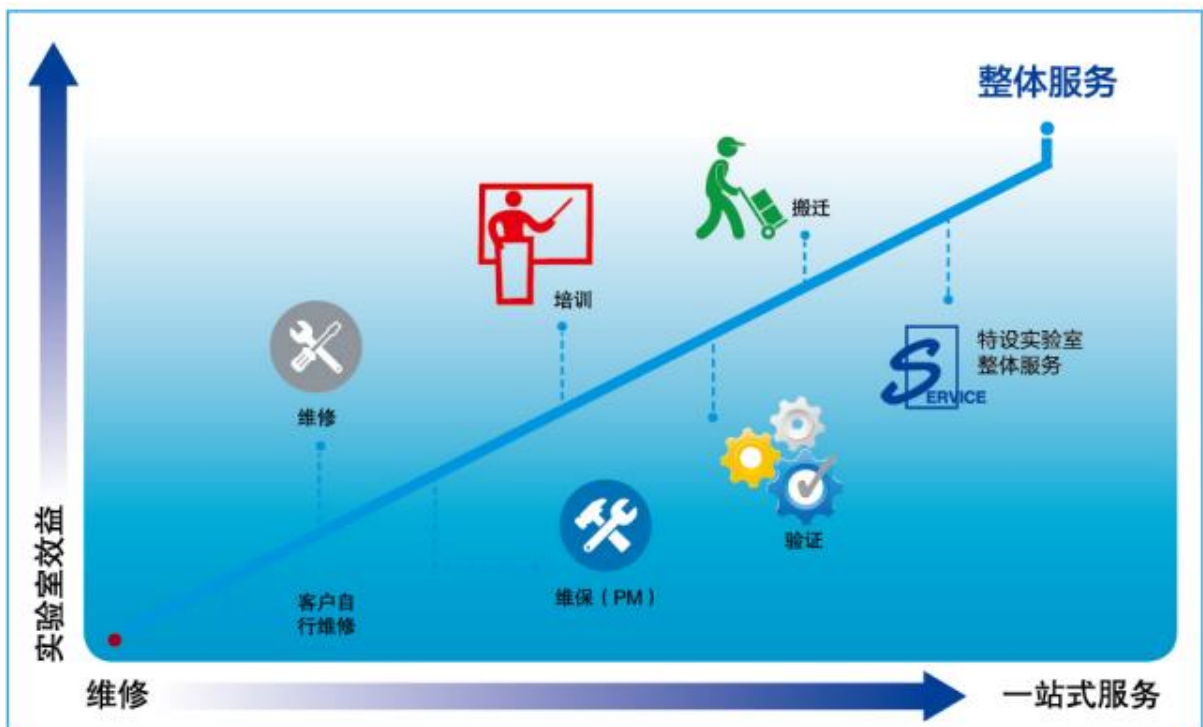 整体服务
搬迁
培训
特设实验室
整体服务
SERVICE
维修
验证
维保（PM）
客户自
行维修
实验室效益
维修
一站式服务